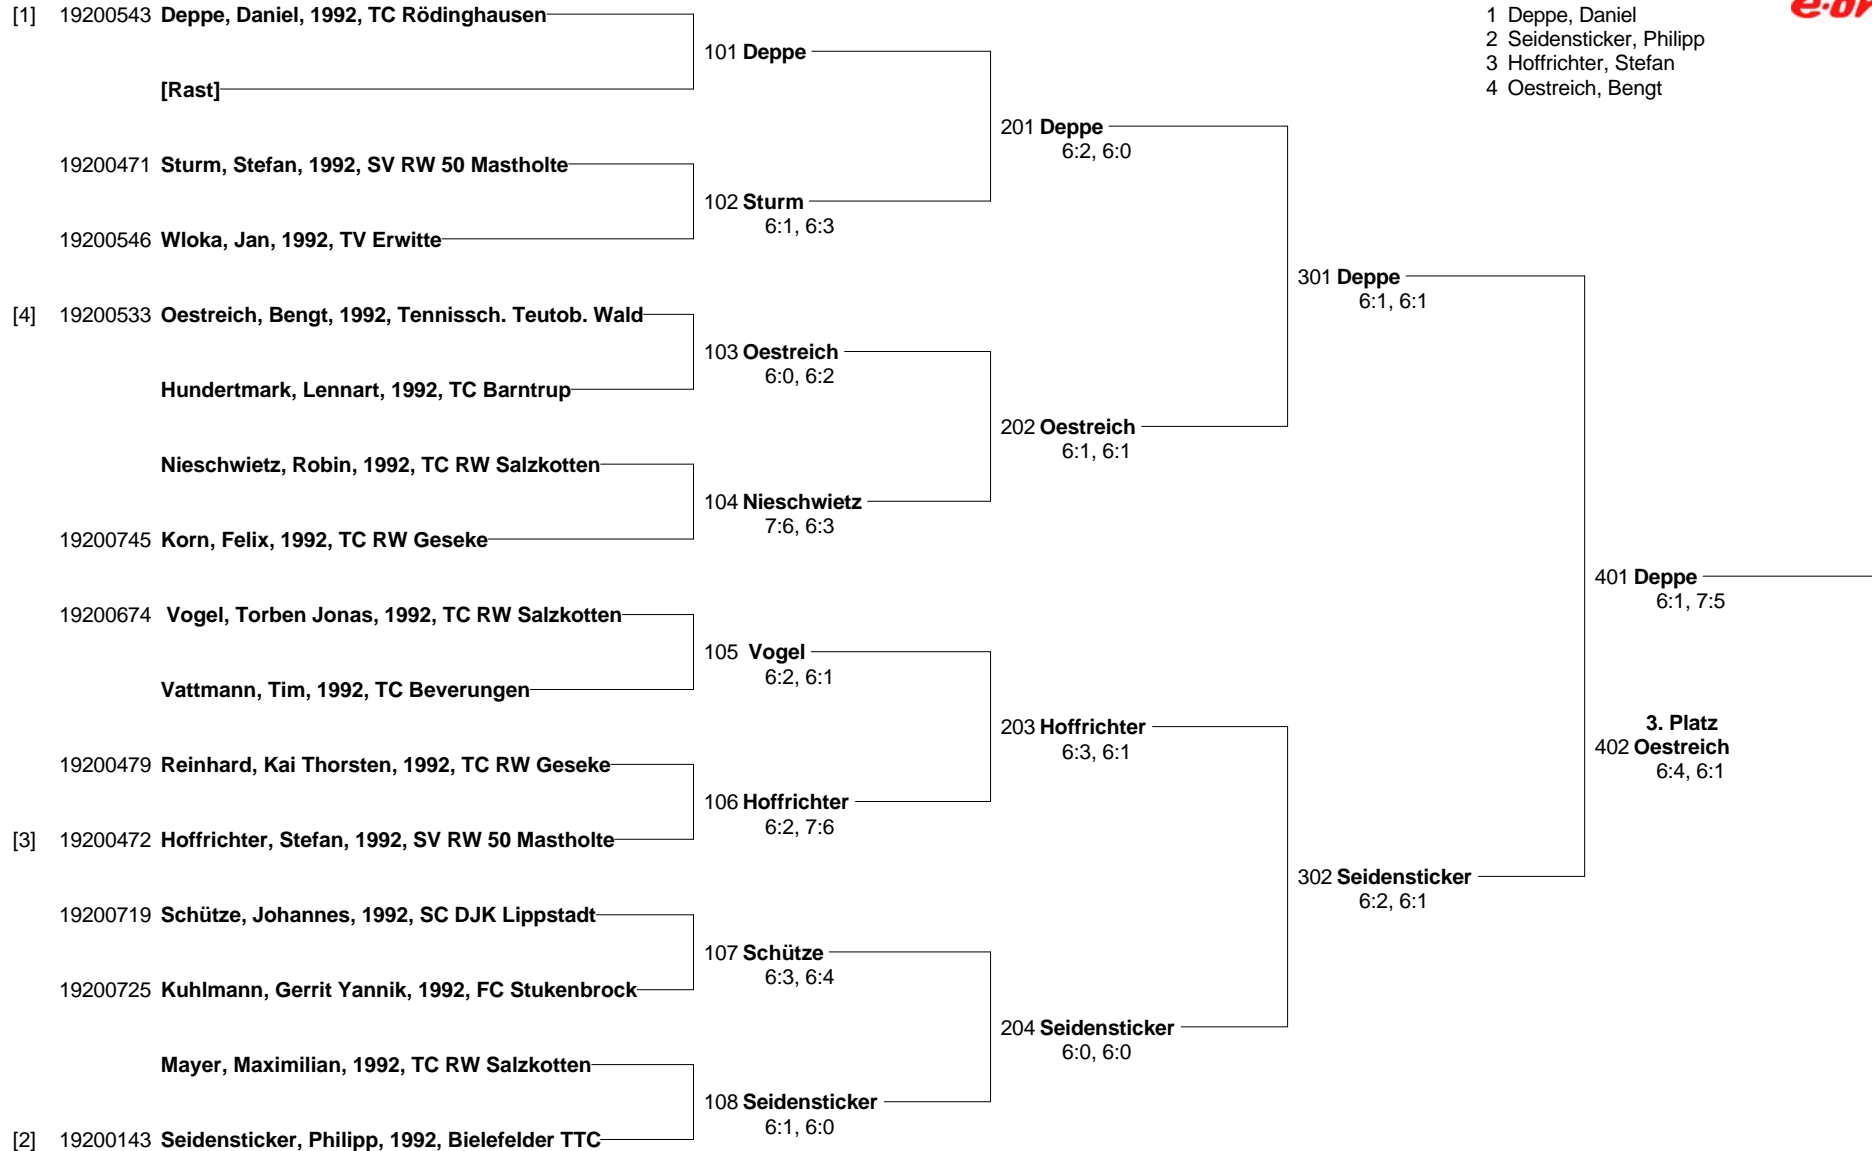 [1] 19200543 Deppe, Daniel, 1992, TC Rödinghausen
[Rast]
19200471 Sturm, Stefan, 1992, SV RW 50 Mastholte
19200546 Wloka, Jan, 1992, TV Erwitte
[4] 19200533 Oestreich, Bengt, 1992, Tennissch. Teutob. Wald
Hundertmark, Lennart, 1992, TC Barntrup
Nieschwietz, Robin, 1992, TC RW Salzkotten
19200745 Korn, Felix, 1992, TC RW Geseke
19200674 Vogel, Torben Jonas, 1992, TC RW Salzkotten
Vattmann, Tim, 1992, TC Beverungen
19200479 Reinhard, Kai Thorsten, 1992, TC RW Geseke
[3] 19200472 Hoffrichter, Stefan, 1992, SV RW 50 Mastholte
19200719 Schütze, Johannes, 1992, SC DJK Lippstadt
19200725 Kuhlmann, Gerrit Yannik, 1992, FC Stukenbrock
Mayer, Maximilian, 1992, TC RW Salzkotten
[2] 19200143 Seidensticker, Philipp, 1992, Bielefelder TTC
101 Deppe
102 Sturm
6:1, 6:3
103 Oestreich
6:0, 6:2
104 Nieschwietz
7:6, 6:3
105 Vogel
6:2, 6:1
106 Hoffrichter
6:2, 7:6
107 Schütze
6:3, 6:4
108 Seidensticker
6:1, 6:0
201 Deppe
6:2, 6:0
202 Oestreich
6:1, 6:1
203 Hoffrichter
6:3, 6:1
204 Seidensticker
6:0, 6:0
301 Deppe
6:1, 6:1
302 Seidensticker
6:2, 6:1
401 Deppe
6:1, 7:5
3. Platz
402 Oestreich
6:4, 6:1
1 Deppe, Daniel
2 Seidensticker, Philipp
3 Hoffrichter, Stefan
4 Oestreich, Bengt